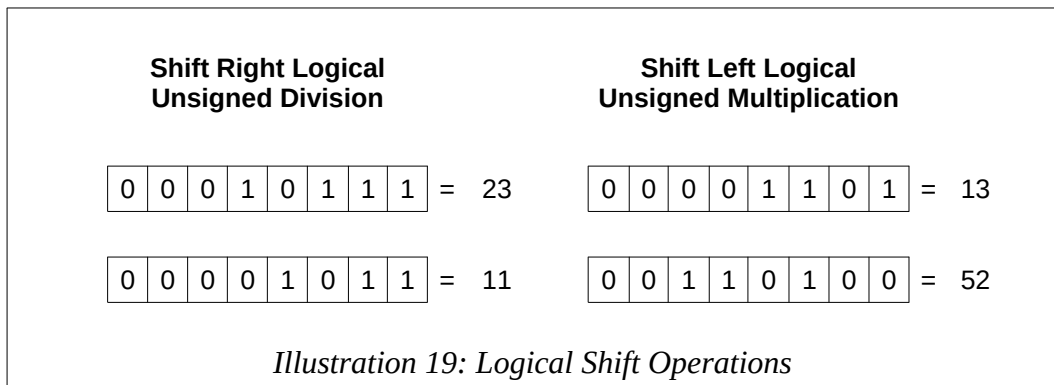 Shift Right Logical
Unsigned Division
0 0 0 1 0 1 1 1 = 23
0 0 0 0 1 0 1 1 = 11
Shift Left Logical
Unsigned Multiplication
0 0 0 0 1 1 0 1 = 13
0 0 1 1 0 1 0 0 = 52
Illustration 19: Logical Shift Operations